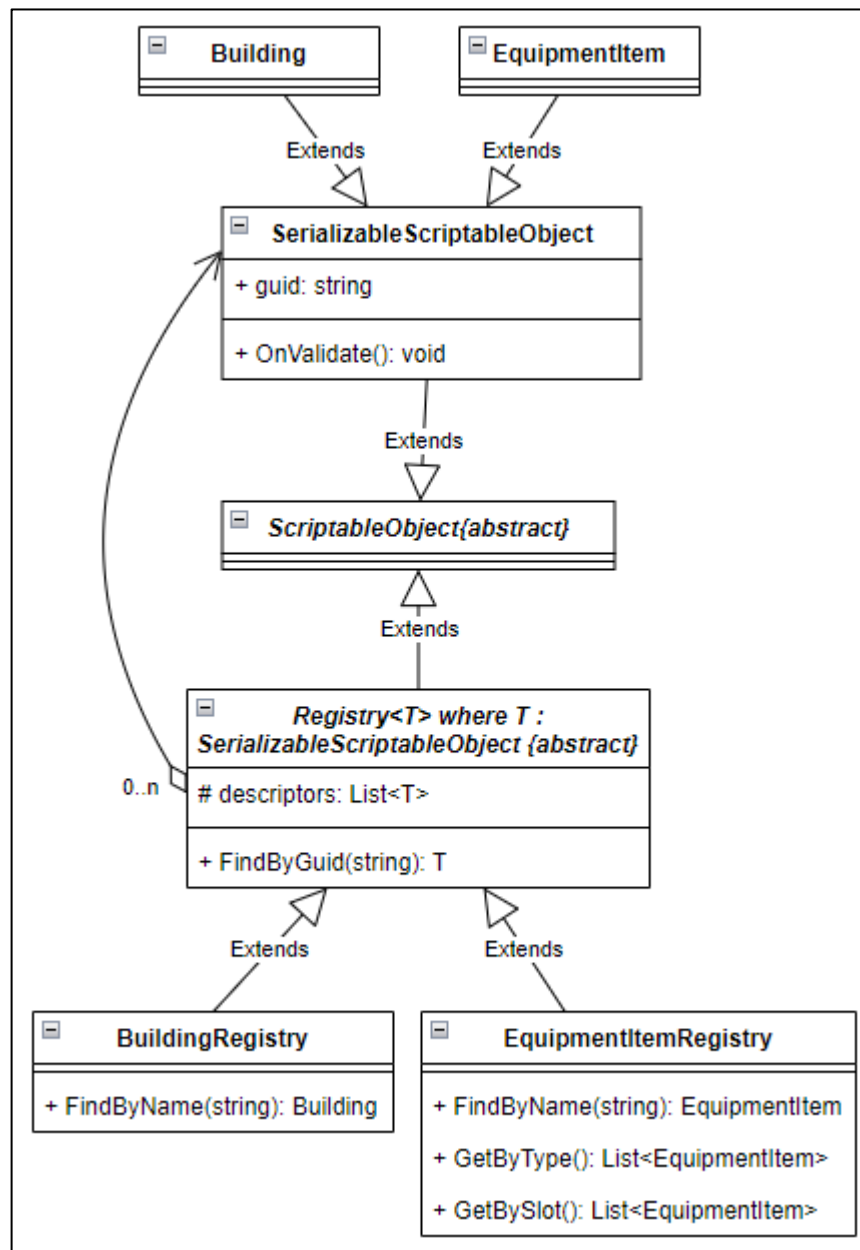 Building
EquipmentItem
Extends
Extends
SerializableScriptableObject
+ guid: string
+ OnValidate(): void
Extends
ScriptableObject{abstract}
Extends
Registry<T> where T :
SerializableScriptableObject {abstract}
0..n
# descriptors: List<T>
+ FindByGuid(string): T
Extends
Extends
BuildingRegistry
+ FindByName(string): Building
EquipmentItemRegistry
+ FindByName(string): EquipmentItem
+ GetByType(): List<EquipmentItem>
+ GetBySlot(): List<EquipmentItem>